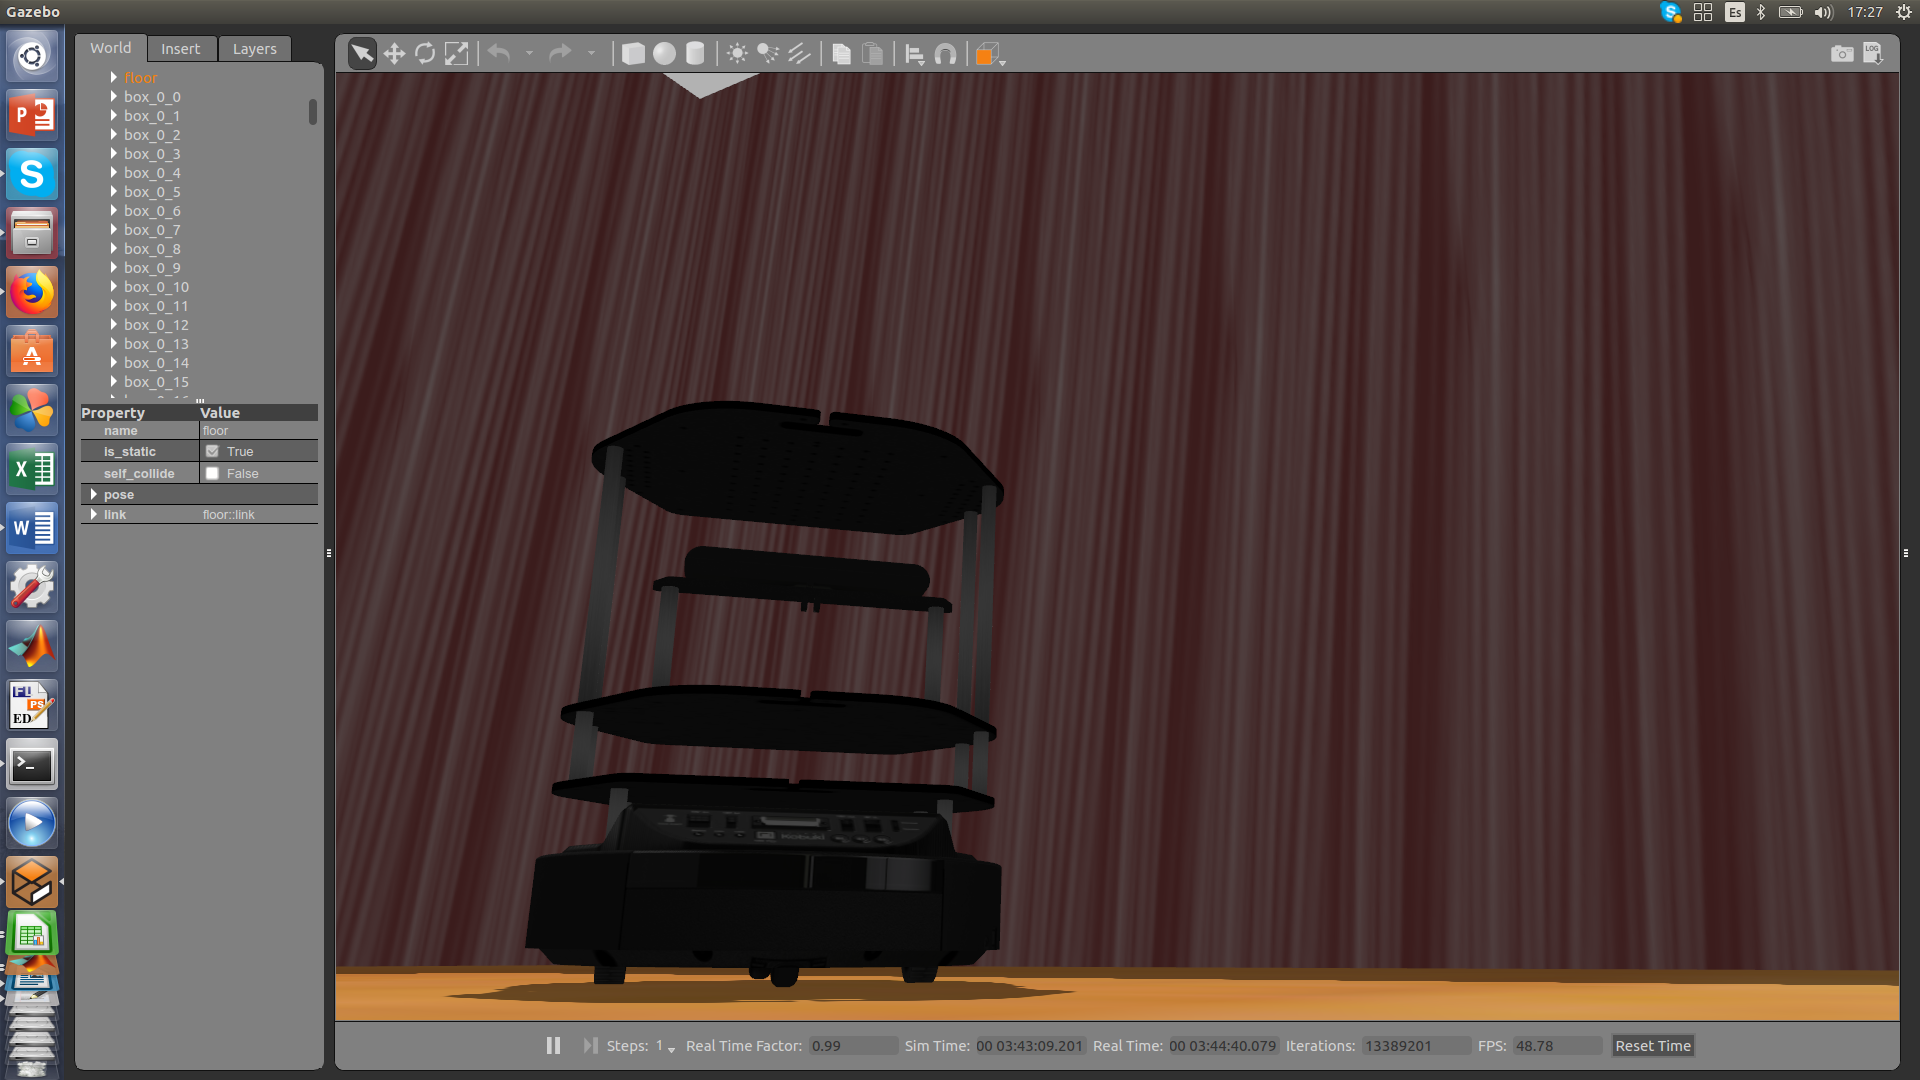 Gazebo
Es
17:27
World
Insert
Layers
LOG
floor
box_0_0
box_0_1
box_0_2
box_0_3
box_0_4
box_0_5
box_0_6
box_0_7
box_0_8
box_0_9
box_0_10
box_0_11
box_0_12
box_0_13
box_0_14
box_0_15
Property Value
name floor
is_static True
self_collide False
pose
link floor::link
Kobuki
Steps: 1 Real Time Factor: 0.99 Sim Time: 00 03:43:09.201 Real Time: 00 03:44:40.079 Iterations: 13389201 FPS: 48.78 Reset Time